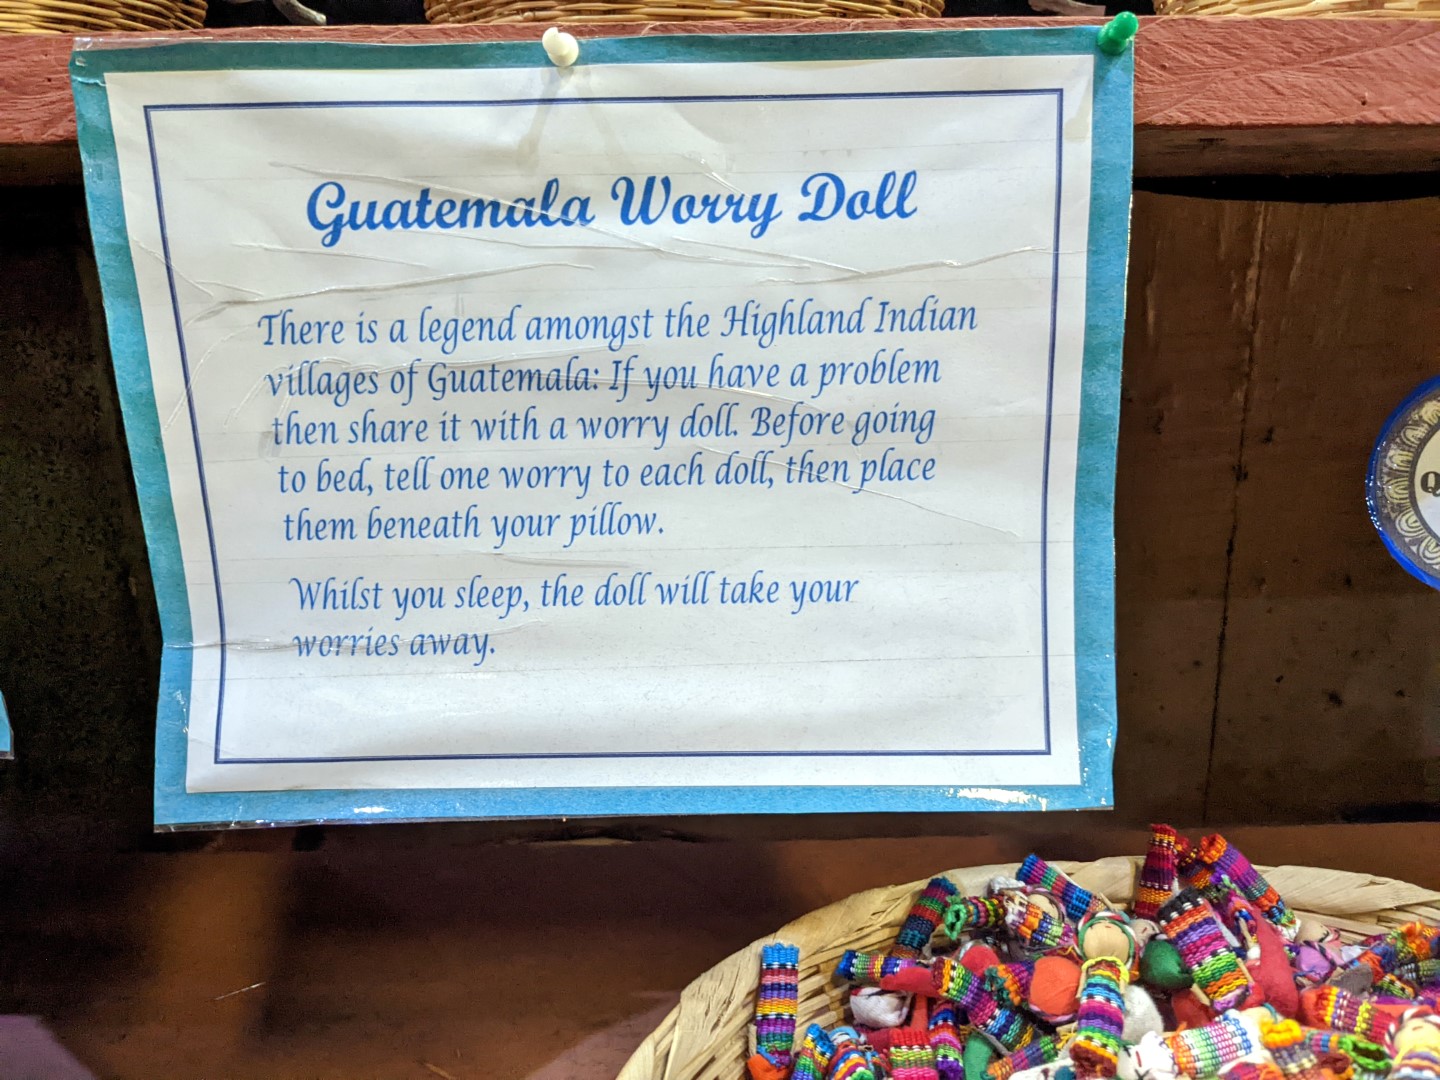 Guatemala Worry Doll
There is a legend amongst the Highland Indian
villages of Guatemala: If you have a problem
then share it with a worry doll. Before going
to bed, tell one worry to each doll, then place
them beneath your pillow.
Whilst you sleep, the doll will take your
worries away.